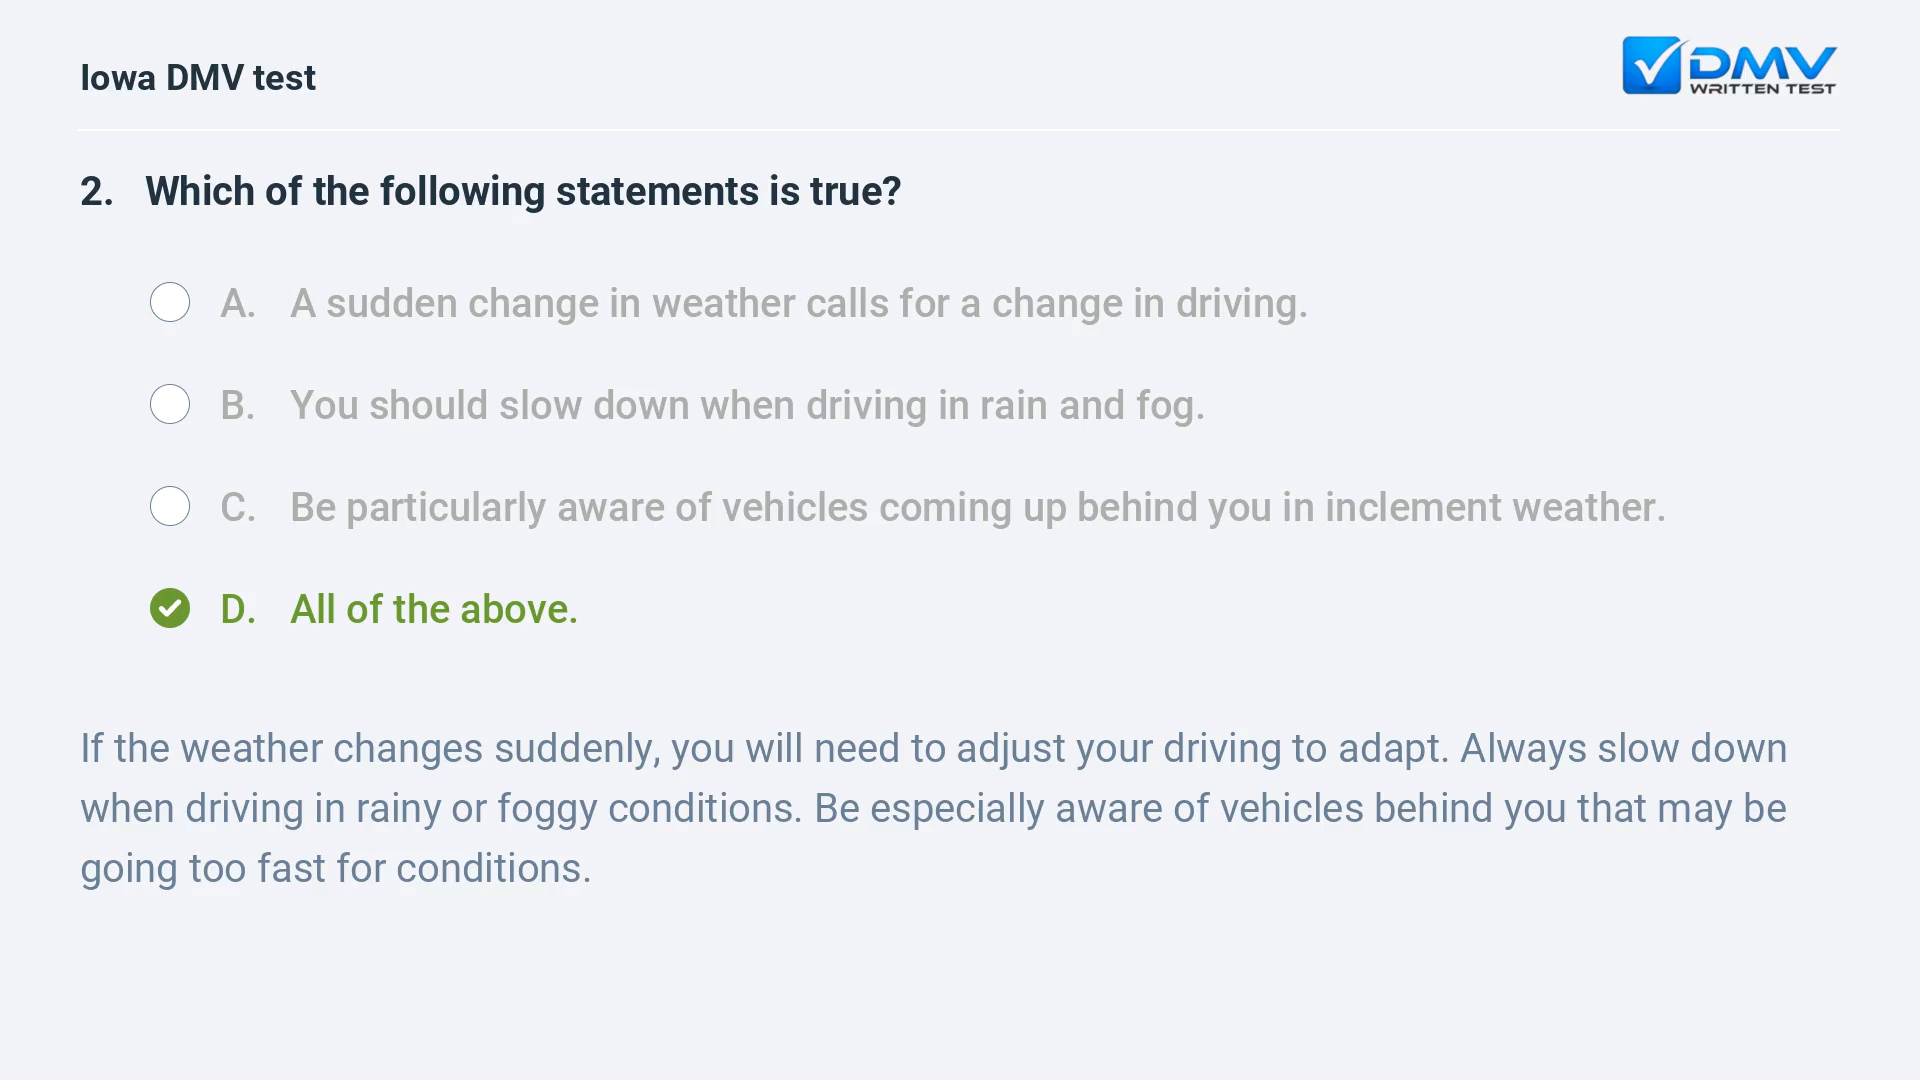 Iowa DMV test
DMV
WRITTEN TEST
2. Which of the following statements is true?
A. A sudden change in weather calls for a change in driving.
B. You should slow down when driving in rain and fog.
C. Be particularly aware of vehicles coming up behind you in inclement weather.
D. All of the above.
If the weather changes suddenly, you will need to adjust your driving to adapt. Always slow down
when driving in rainy or foggy conditions. Be especially aware of vehicles behind you that may be
going too fast for conditions.